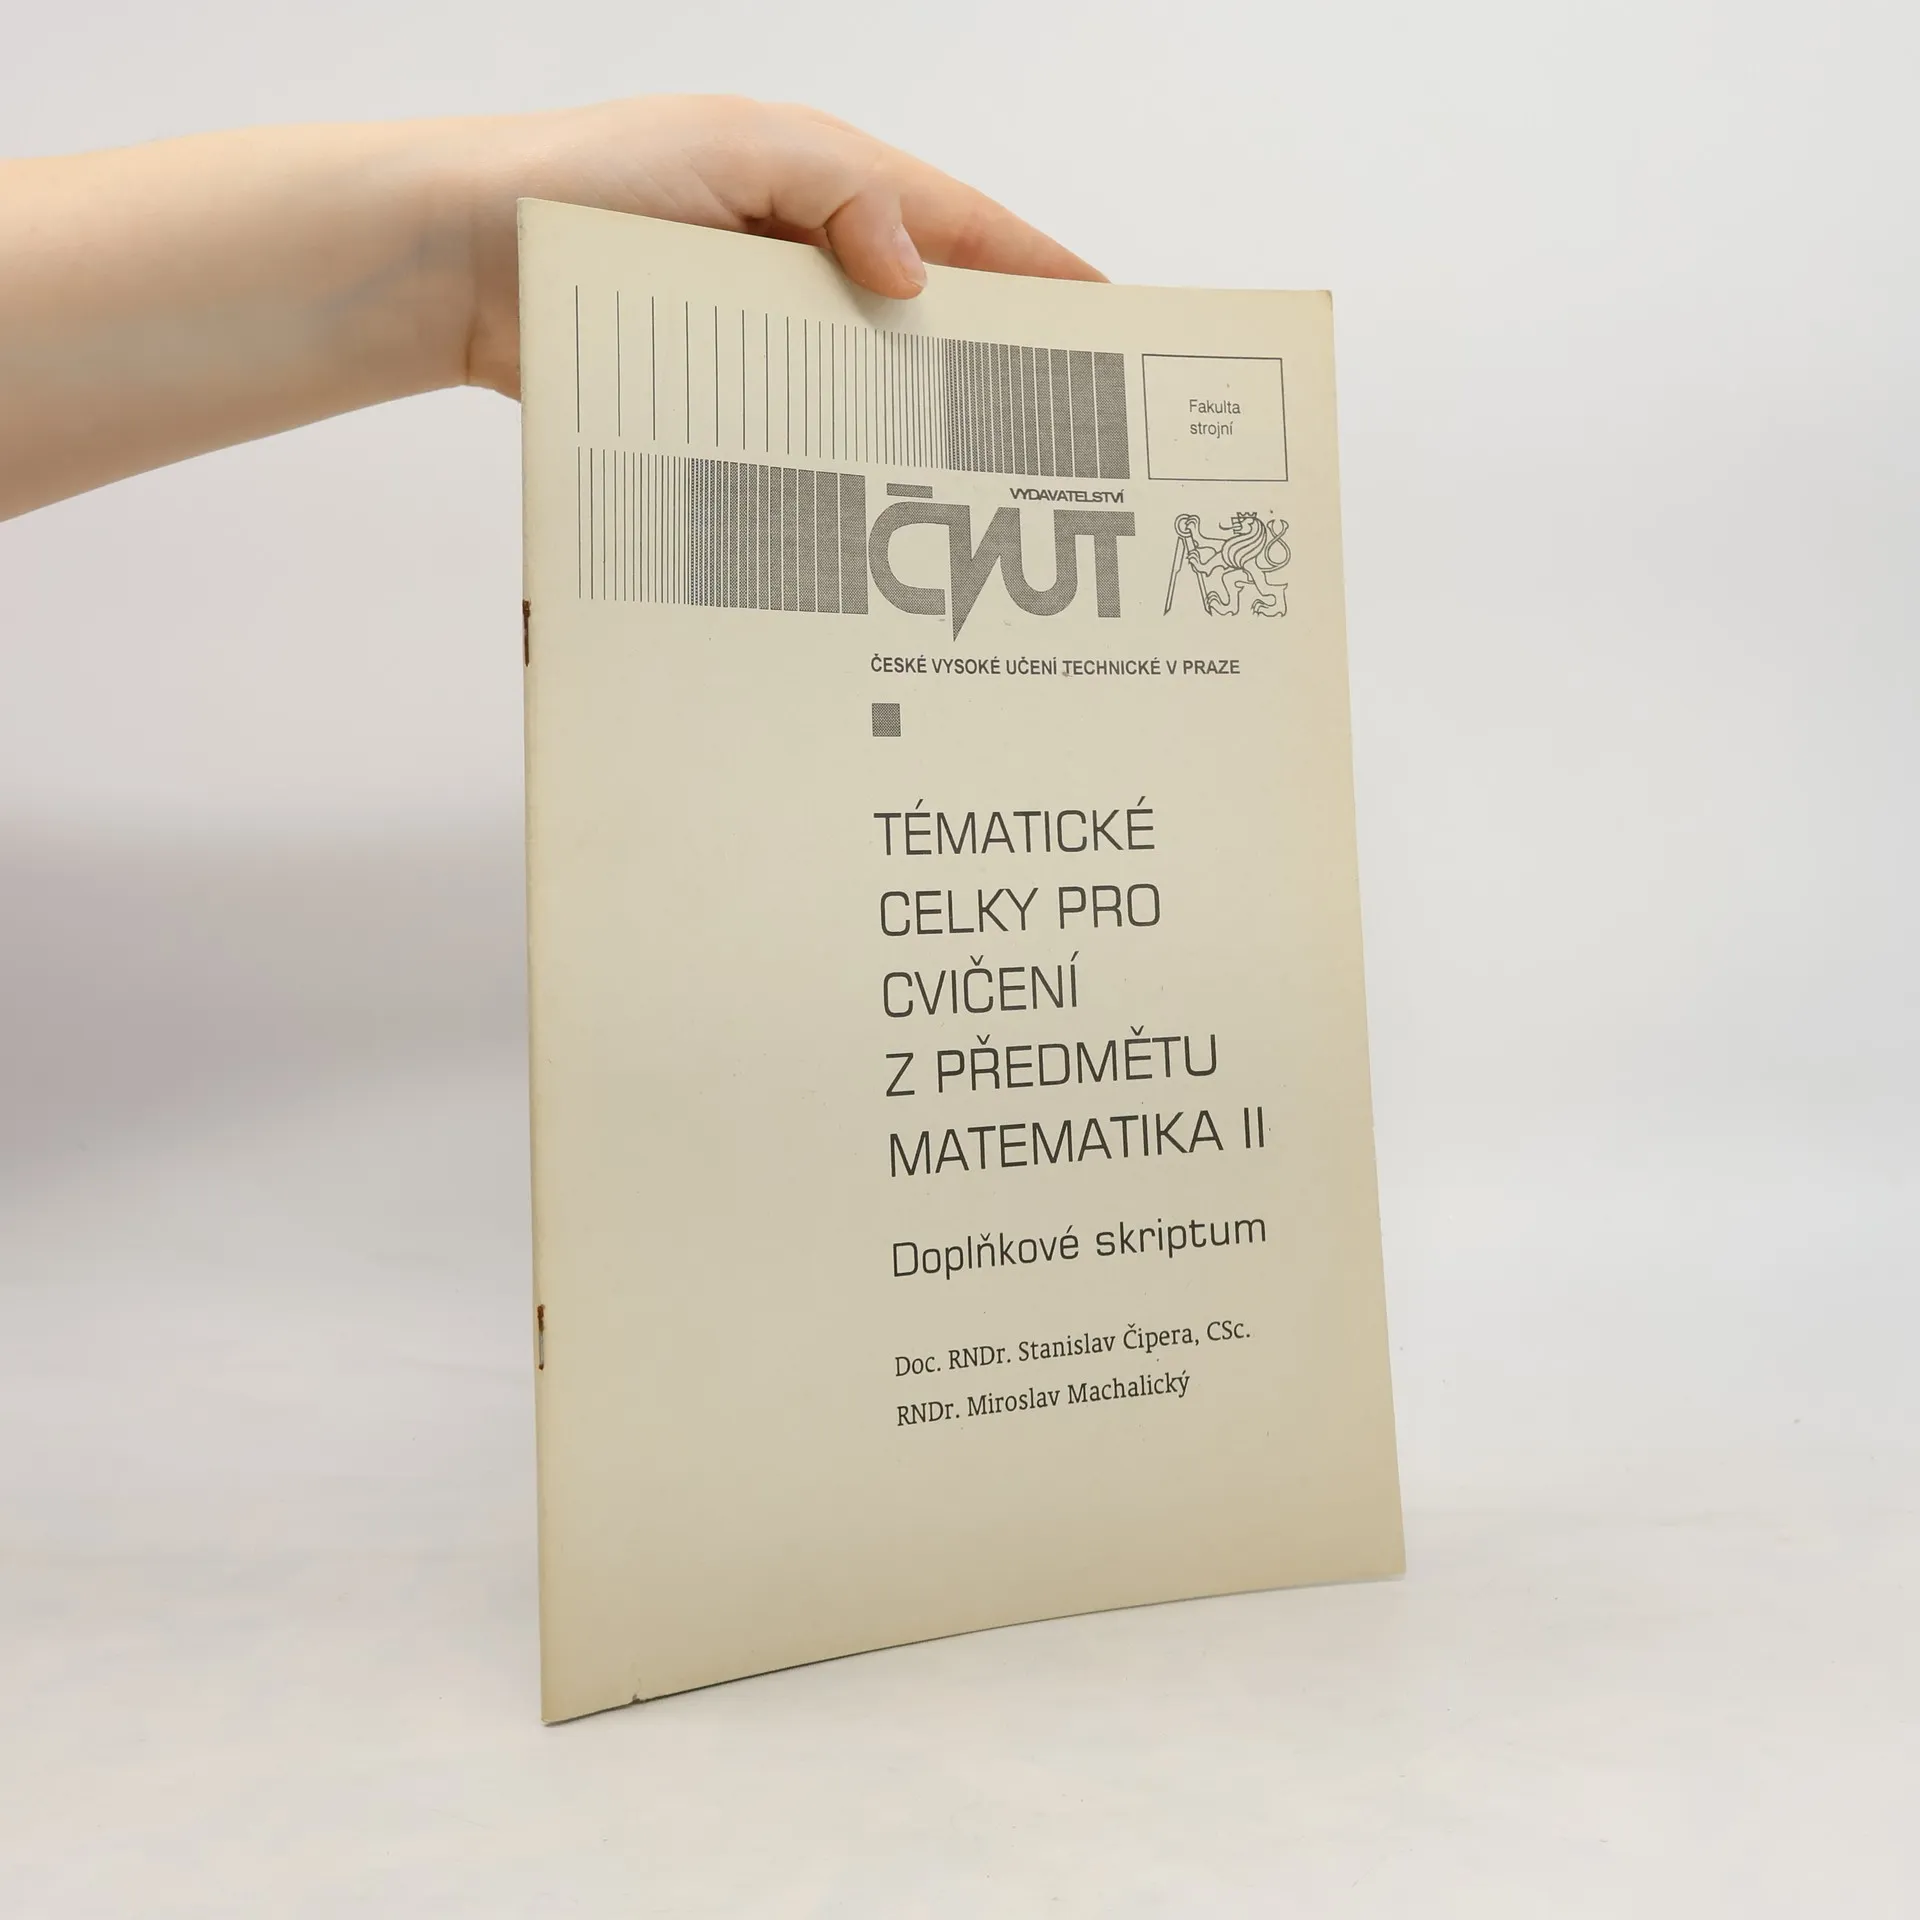 Fakulta
strojní
VYDAVATELSTVÍ
ČVUT
ČESKÉ VYSOKÉ UČENÍ TECHNICKÉ V PRAZE
TÉMATICKÉ
CELKY PRO
CVIČENÍ
Z PŘEDMĚTU
MATEMATIKA II
Doplňkové skriptum
Doc. RNDr. Stanislav Čipera, CSc.
RNDr. Miroslav Machalický